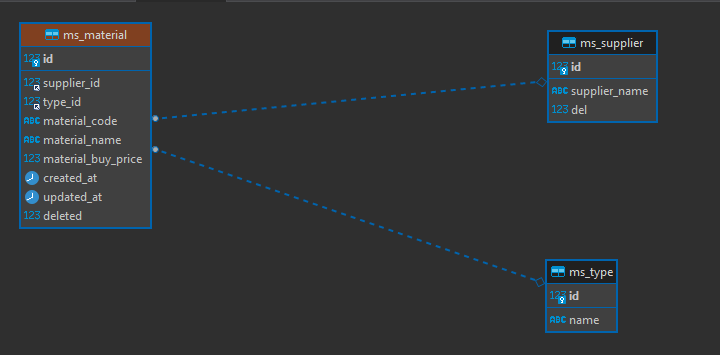 ms_material
123 id
123 supplier_id
123 type_id
ABC material_code
ABC material_name
123 material_buy_price
created_at
updated_at
123 deleted
ms_supplier
123 id
ABC supplier_name
123 del
ms_type
123 id
ABC name